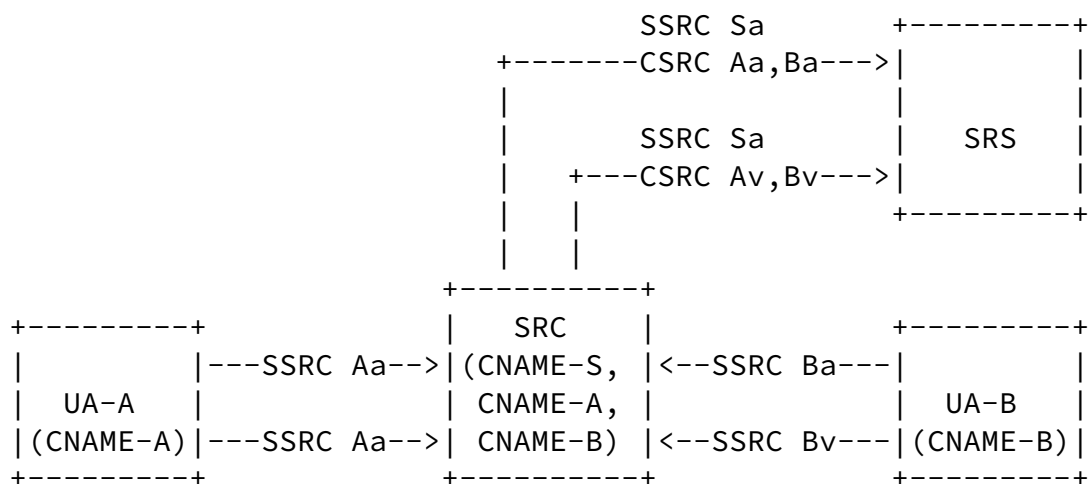 SSRC Sa
CSRC Aa,Ba
SSRC Sa
SRS
CSRC Av,Bv
SRC
SSRC Aa
(CNAME-S,
SSRC Ba
UA-A
CNAME-A,
UA-B
(CNAME-A)
SSRC Aa
CNAME-B)
SSRC Bv
(CNAME-B)